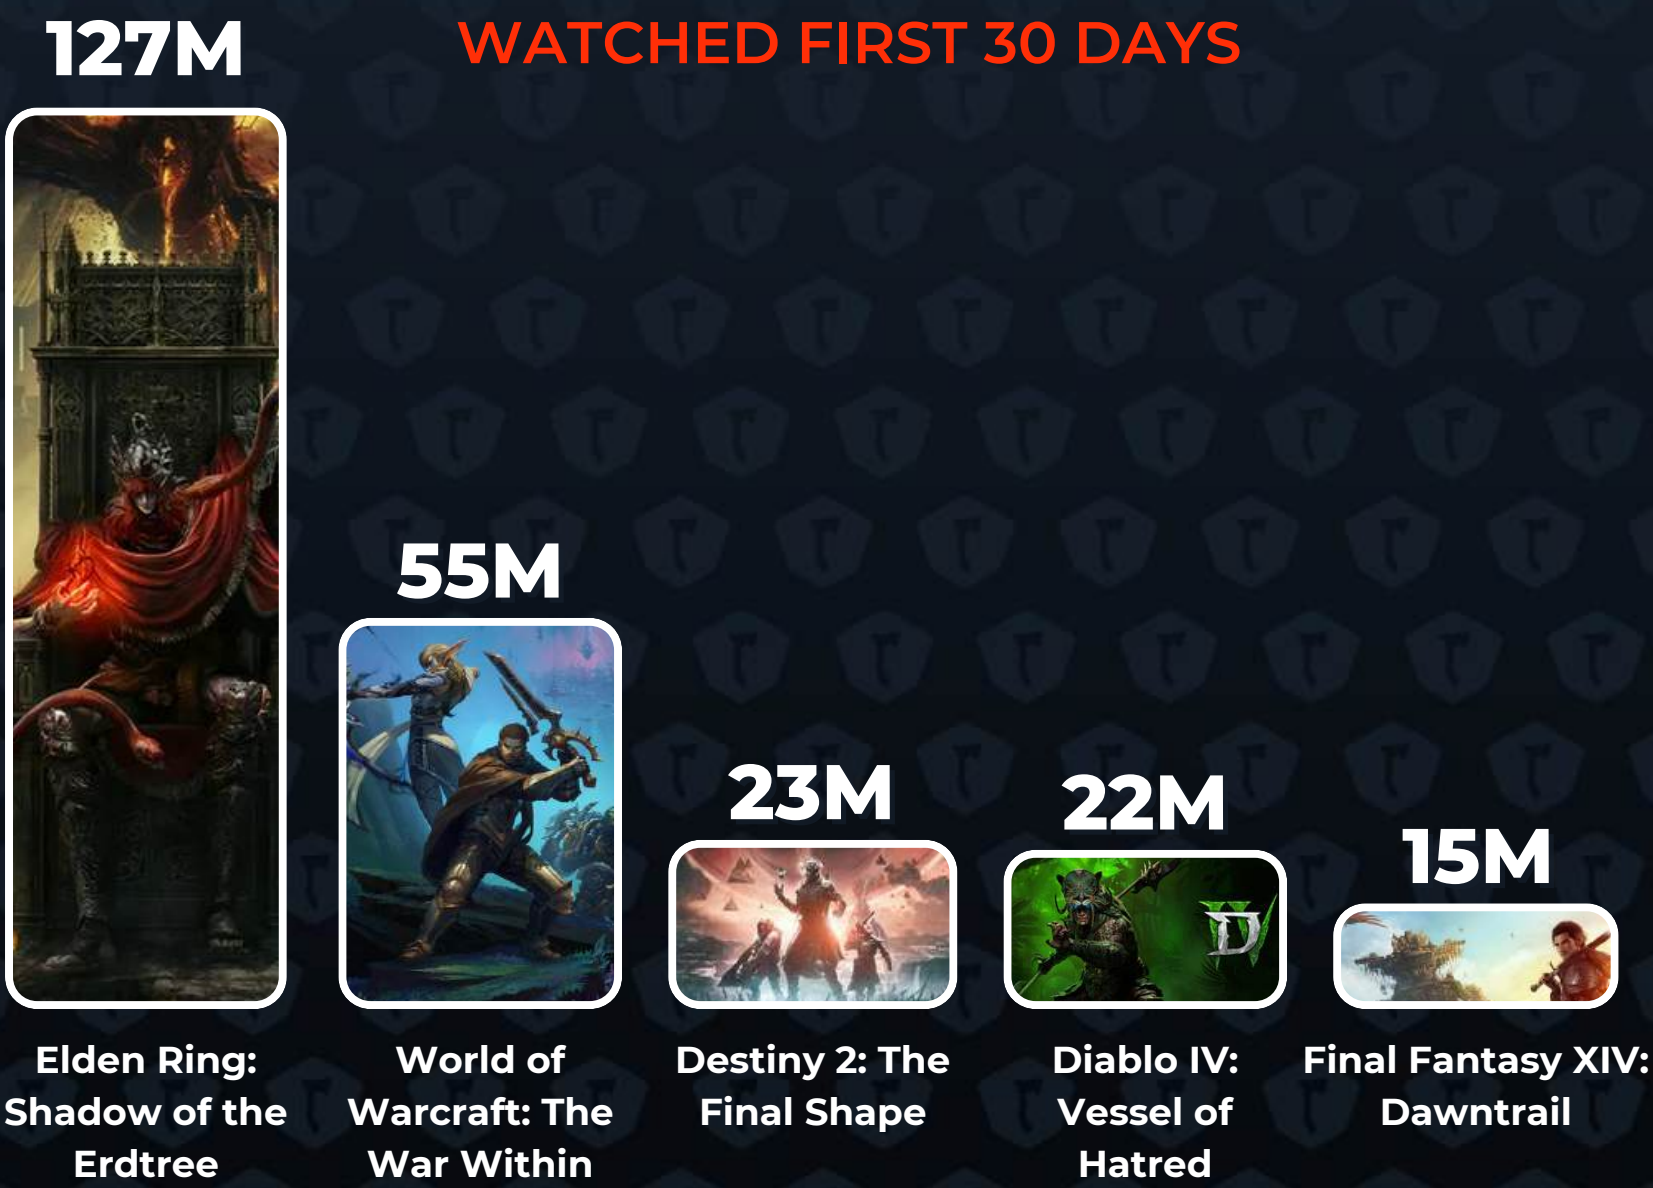 127M
WATCHED FIRST 30 DAYS
55M
23M
22M
15M
Elden Ring:
Shadow of the
Erdtree
World of
Warcraft: The
War Within
Destiny 2: The
Final Shape
Diablo IV:
Vessel of
Hatred
Final Fantasy XIV:
Dawntrail